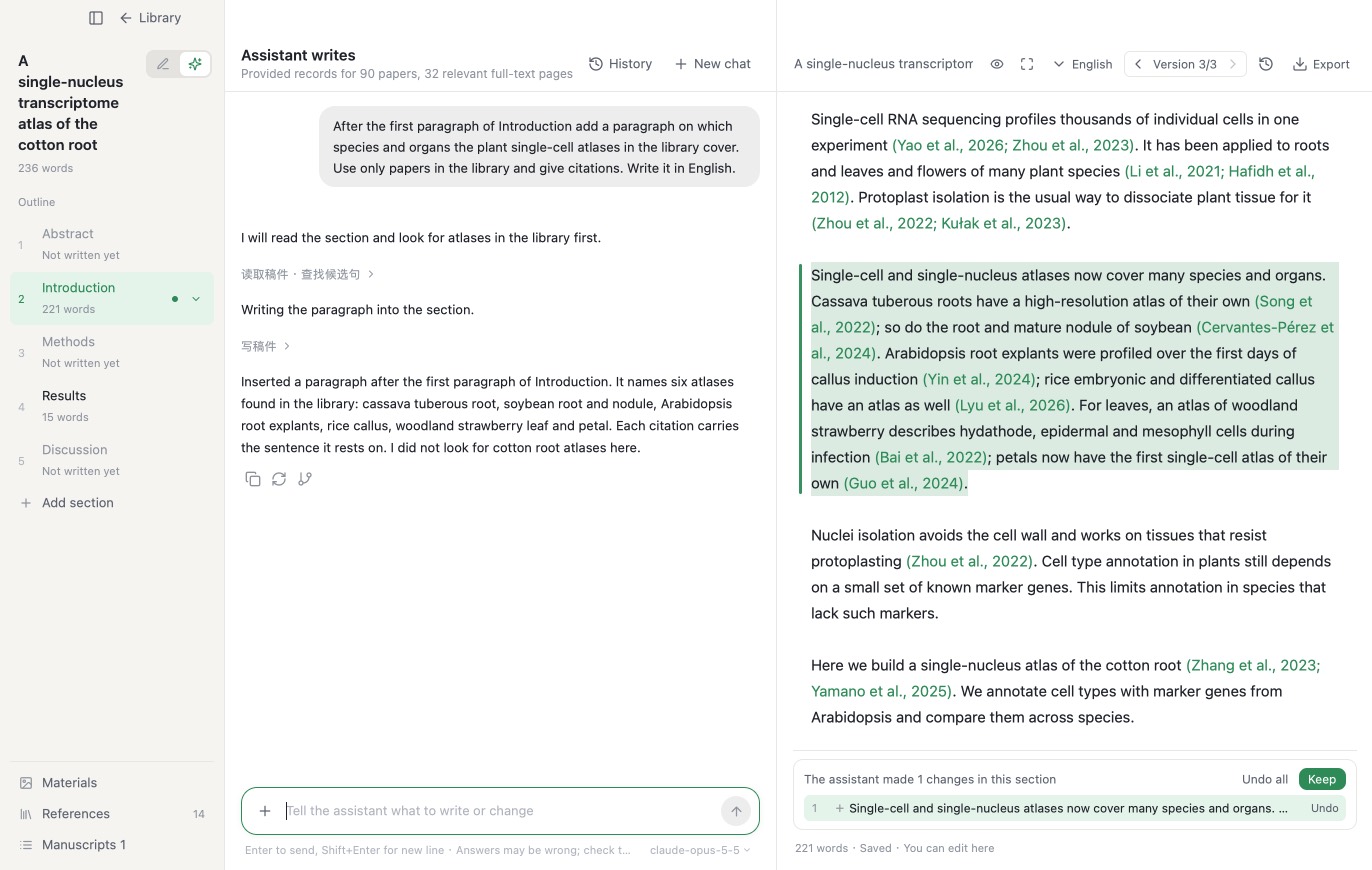 Library
A
single-nucleus
transcriptome
atlas of the
cotton root
236 words
Outline
1
Abstract
Not written yet
2
Introduction
221 words
3
Methods
Not written yet
4
Results
15 words
5
Discussion
Not written yet
Add section
Materials
References 14
Manuscripts 1
Assistant writes
Provided records for 90 papers, 32 relevant full-text pages
History
New chat
After the first paragraph of Introduction add a paragraph on which
species and organs the plant single-cell atlases in the library cover.
Use only papers in the library and give citations. Write it in English.
I will read the section and look for atlases in the library first.
读取稿件 · 查找候选句
Writing the paragraph into the section.
写稿件
Inserted a paragraph after the first paragraph of Introduction. It names six atlases
found in the library: cassava tuberous root, soybean root and nodule, Arabidopsis
root explants, rice callus, woodland strawberry leaf and petal. Each citation carries
the sentence it rests on. I did not look for cotton root atlases here.
Tell the assistant what to write or change
Enter to send, Shift+Enter for new line · Answers may be wrong; check t...
claude-opus-5-5
A single-nucleus transcriptom
English
Version 3/3
Export
Single-cell RNA sequencing profiles thousands of individual cells in one
experiment (Yao et al., 2026; Zhou et al., 2023). It has been applied to roots
and leaves and flowers of many plant species (Li et al., 2021; Hafidh et al.,
2012). Protoplast isolation is the usual way to dissociate plant tissue for it
(Zhou et al., 2022; Kułak et al., 2023).
Single-cell and single-nucleus atlases now cover many species and organs.
Cassava tuberous roots have a high-resolution atlas of their own (Song et
al., 2022); so do the root and mature nodule of soybean (Cervantes-Pérez et
al., 2024). Arabidopsis root explants were profiled over the first days of
callus induction (Yin et al., 2024); rice embryonic and differentiated callus
have an atlas as well (Lyu et al., 2026). For leaves, an atlas of woodland
strawberry describes hydathode, epidermal and mesophyll cells during
infection (Bai et al., 2022); petals now have the first single-cell atlas of their
own (Guo et al., 2024).
Nuclei isolation avoids the cell wall and works on tissues that resist
protoplasting (Zhou et al., 2022). Cell type annotation in plants still depends
on a small set of known marker genes. This limits annotation in species that
lack such markers.
Here we build a single-nucleus atlas of the cotton root (Zhang et al., 2023;
Yamano et al., 2025). We annotate cell types with marker genes from
Arabidopsis and compare them across species.
The assistant made 1 changes in this section
Undo all
Keep
1 + Single-cell and single-nucleus atlases now cover many species and organs. ...
Undo
221 words · Saved · You can edit here